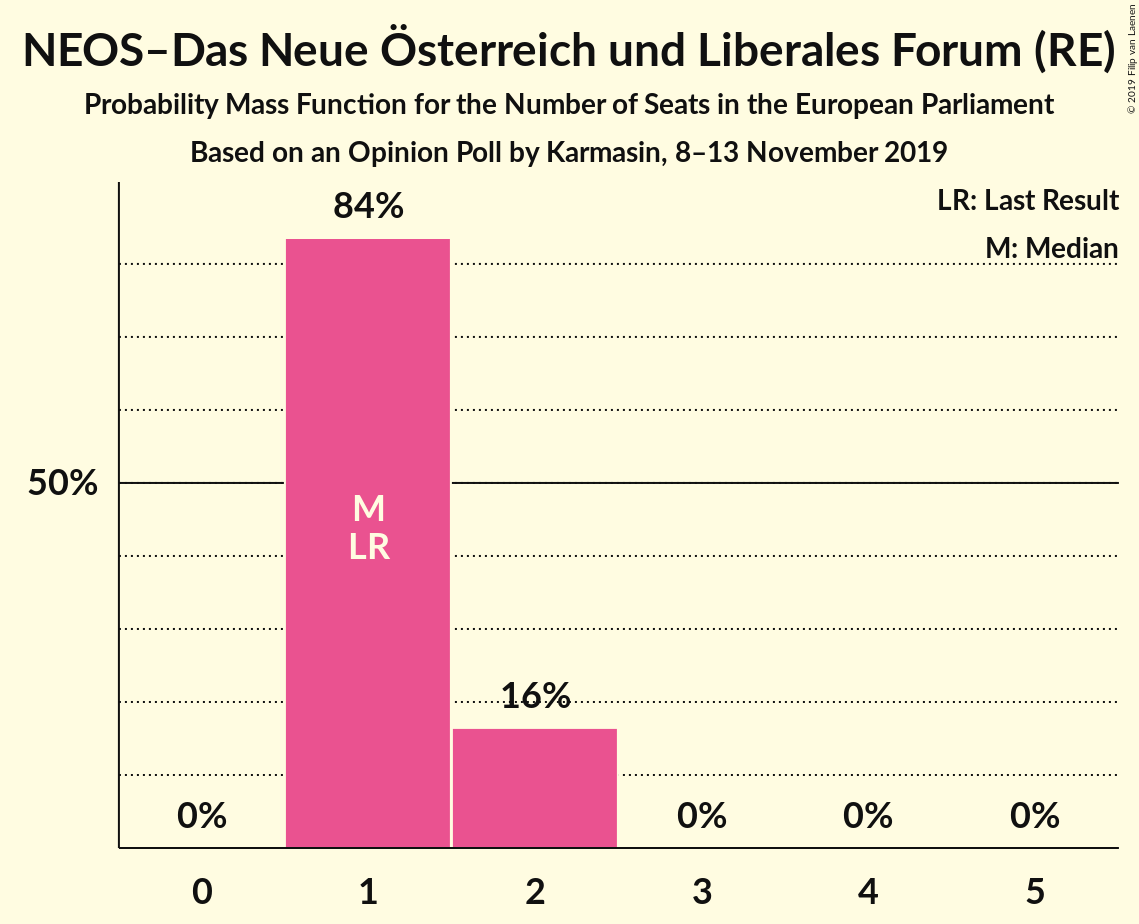 NEOS–Das Neue Österreich und Liberales Forum (RE)
Probability Mass Function for the Number of Seats in the European Parliament
Based on an Opinion Poll by Karmasin, 8–13 November 2019
© 2019 Filip van Laenen
LR: Last Result
M: Median
84%
50%
M
LR
16%
0%
0%
0%
0%
0 1 2 3 4 5